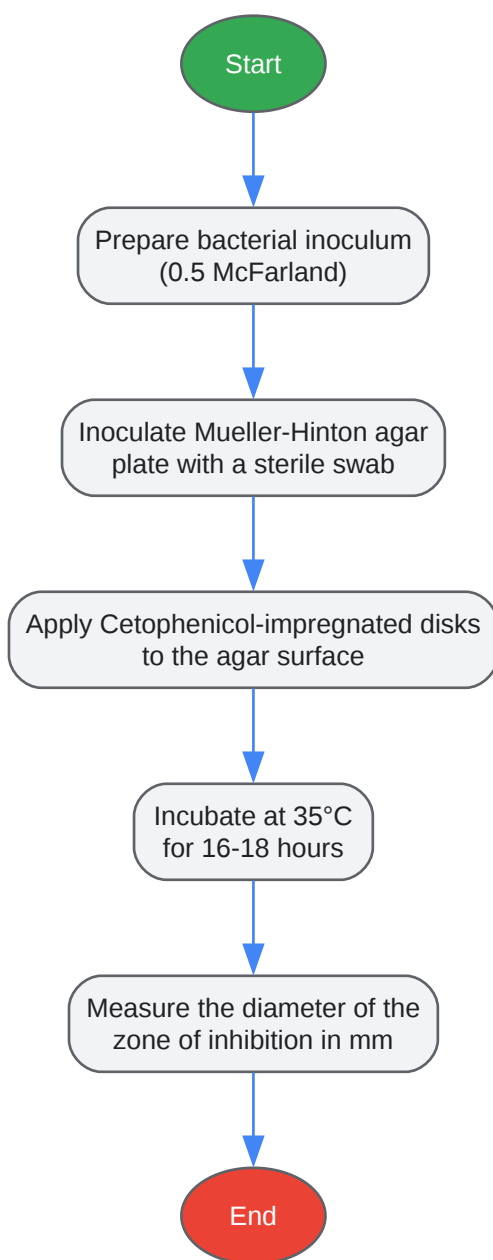 Start
Prepare bacterial inoculum
(0.5 McFarland)
Inoculate Mueller-Hinton agar
plate with a sterile swab
Apply Cetophenicol-impregnated disks
to the agar surface
Incubate at 35°C
for 16-18 hours
Measure the diameter of the
zone of inhibition in mm
End